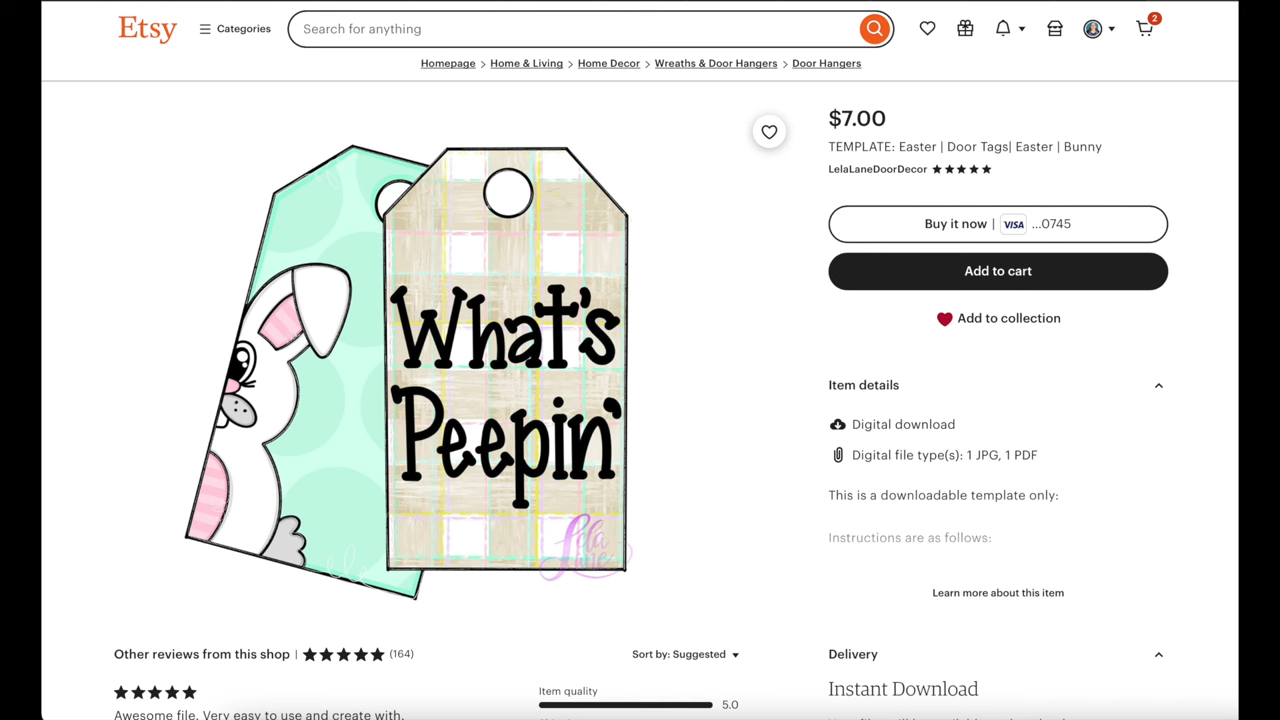 Etsy
Categories
Search for anything
2
Homepage > Home & Living > Home Decor > Wreaths & Door Hangers > Door Hangers
$7.00
TEMPLATE: Easter | Door Tags| Easter | Bunny
LelaLaneDoorDecor
Buy it now | VISA ...0745
Add to cart
Add to collection
What's
Peepin'
Lela
Lane
Item details
Digital download
Digital file type(s): 1 JPG, 1 PDF
This is a downloadable template only:
Instructions are as follows:
Learn more about this item
Other reviews from this shop | (164)
Sort by: Suggested
Delivery
Item quality
5.0
Instant Download
Awesome file. Very easy to use and create with.